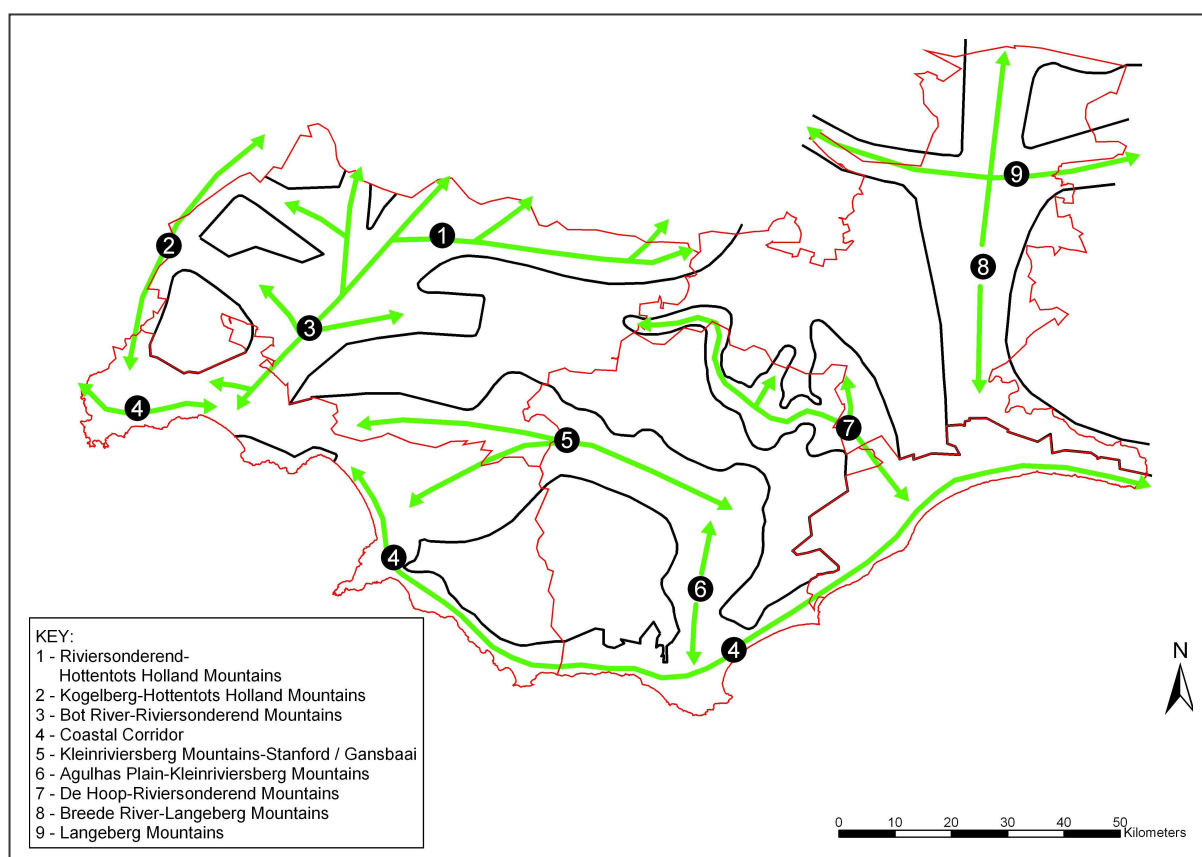 9
2
1
8
3
4
7
5
4
6
4
N
KEY:
1 - Riviersonderend-
Hottentots Holland Mountains
2 - Kogelberg-Hottentots Holland Mountains
3 - Bot River-Riviersonderend Mountains
4 - Coastal Corridor
5 - Kleinriviersberg Mountains-Stanford / Gansbaai
6 - Agulhas Plain-Kleinriviersberg Mountains
7 - De Hoop-Riviersonderend Mountains
8 - Breede River-Langeberg Mountains
9 - Langeberg Mountains
0 10 20 30 40 50
Kilometers